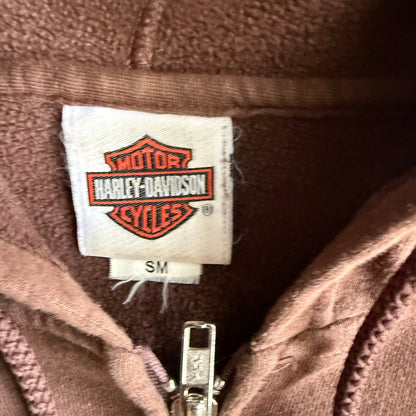 MOTOR
HARLEY-DAVIDSON
CYCLES ®
SM